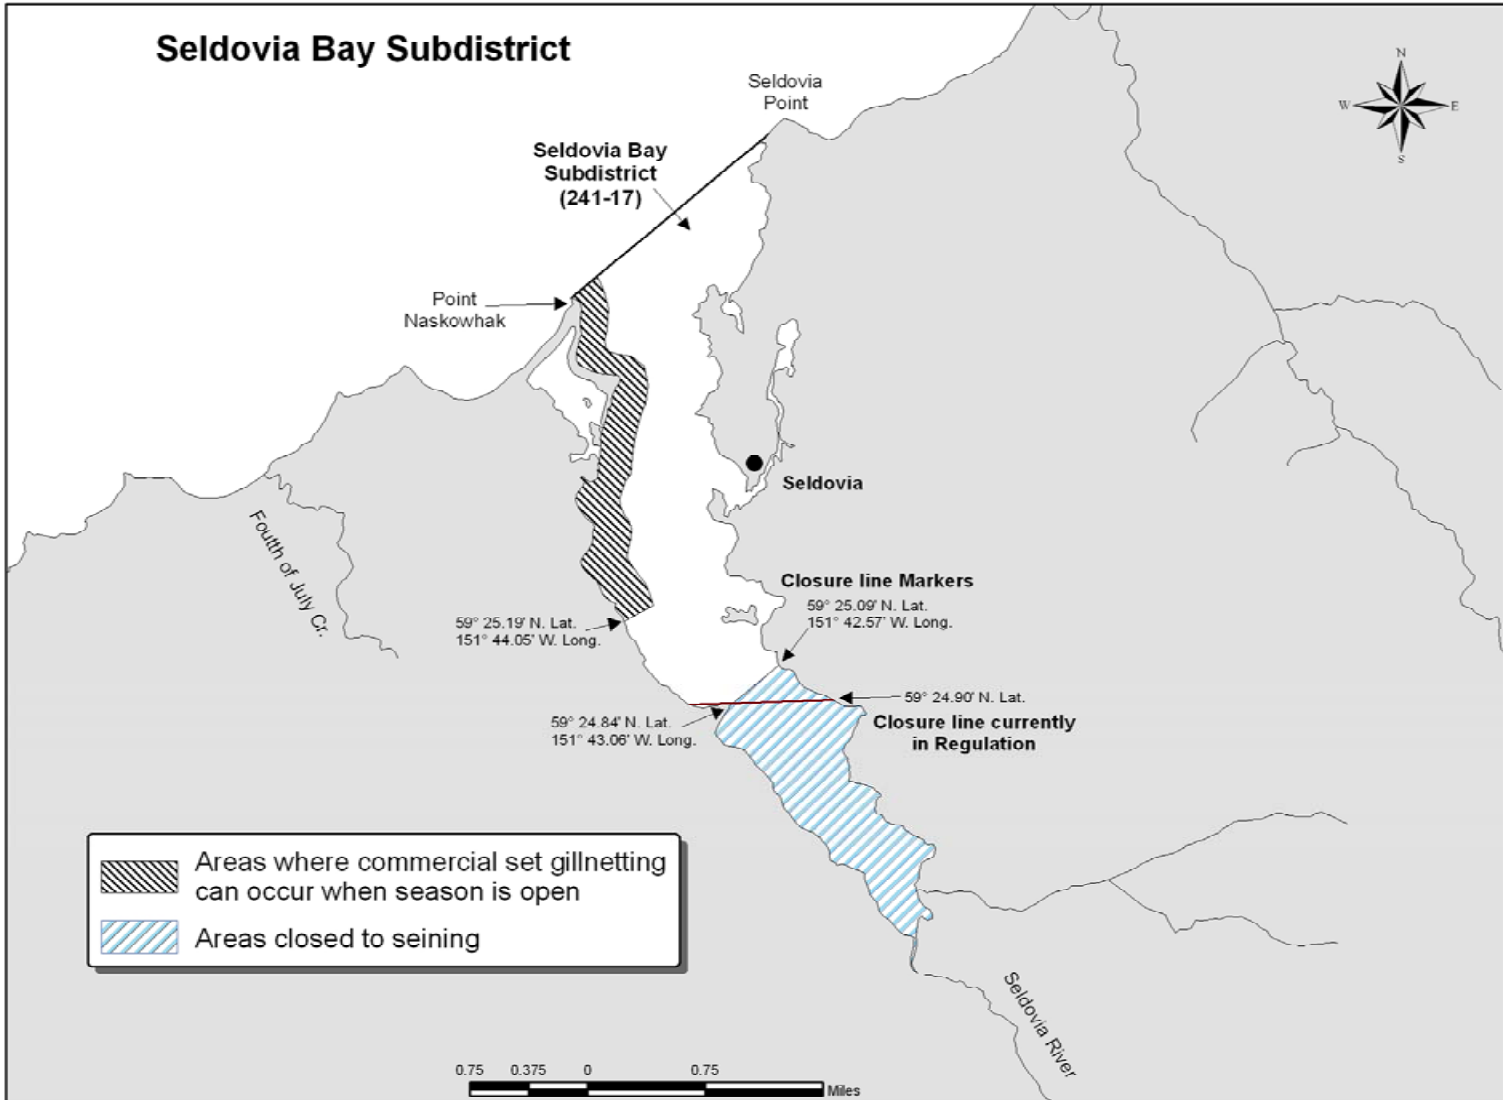 Seldovia Bay Subdistrict
N
W
E
S
Seldovia
Point
Seldovia Bay
Subdistrict
(241-17)
Point
Naskowhak
Seldovia
Foutth of July Cr.
Closure line Markers
59° 25.09' N. Lat.
151° 42.57' W. Long.
59° 25.19' N. Lat.
151° 44.05' W. Long.
59° 24.90' N. Lat.
59° 24.84' N. Lat.
151° 43.06' W. Long.
Closure line currently
in Regulation
Areas where commercial set gillnetting
can occur when season is open
Areas closed to seining
Seldovia River
0.75 0.375 0 0.75
Miles